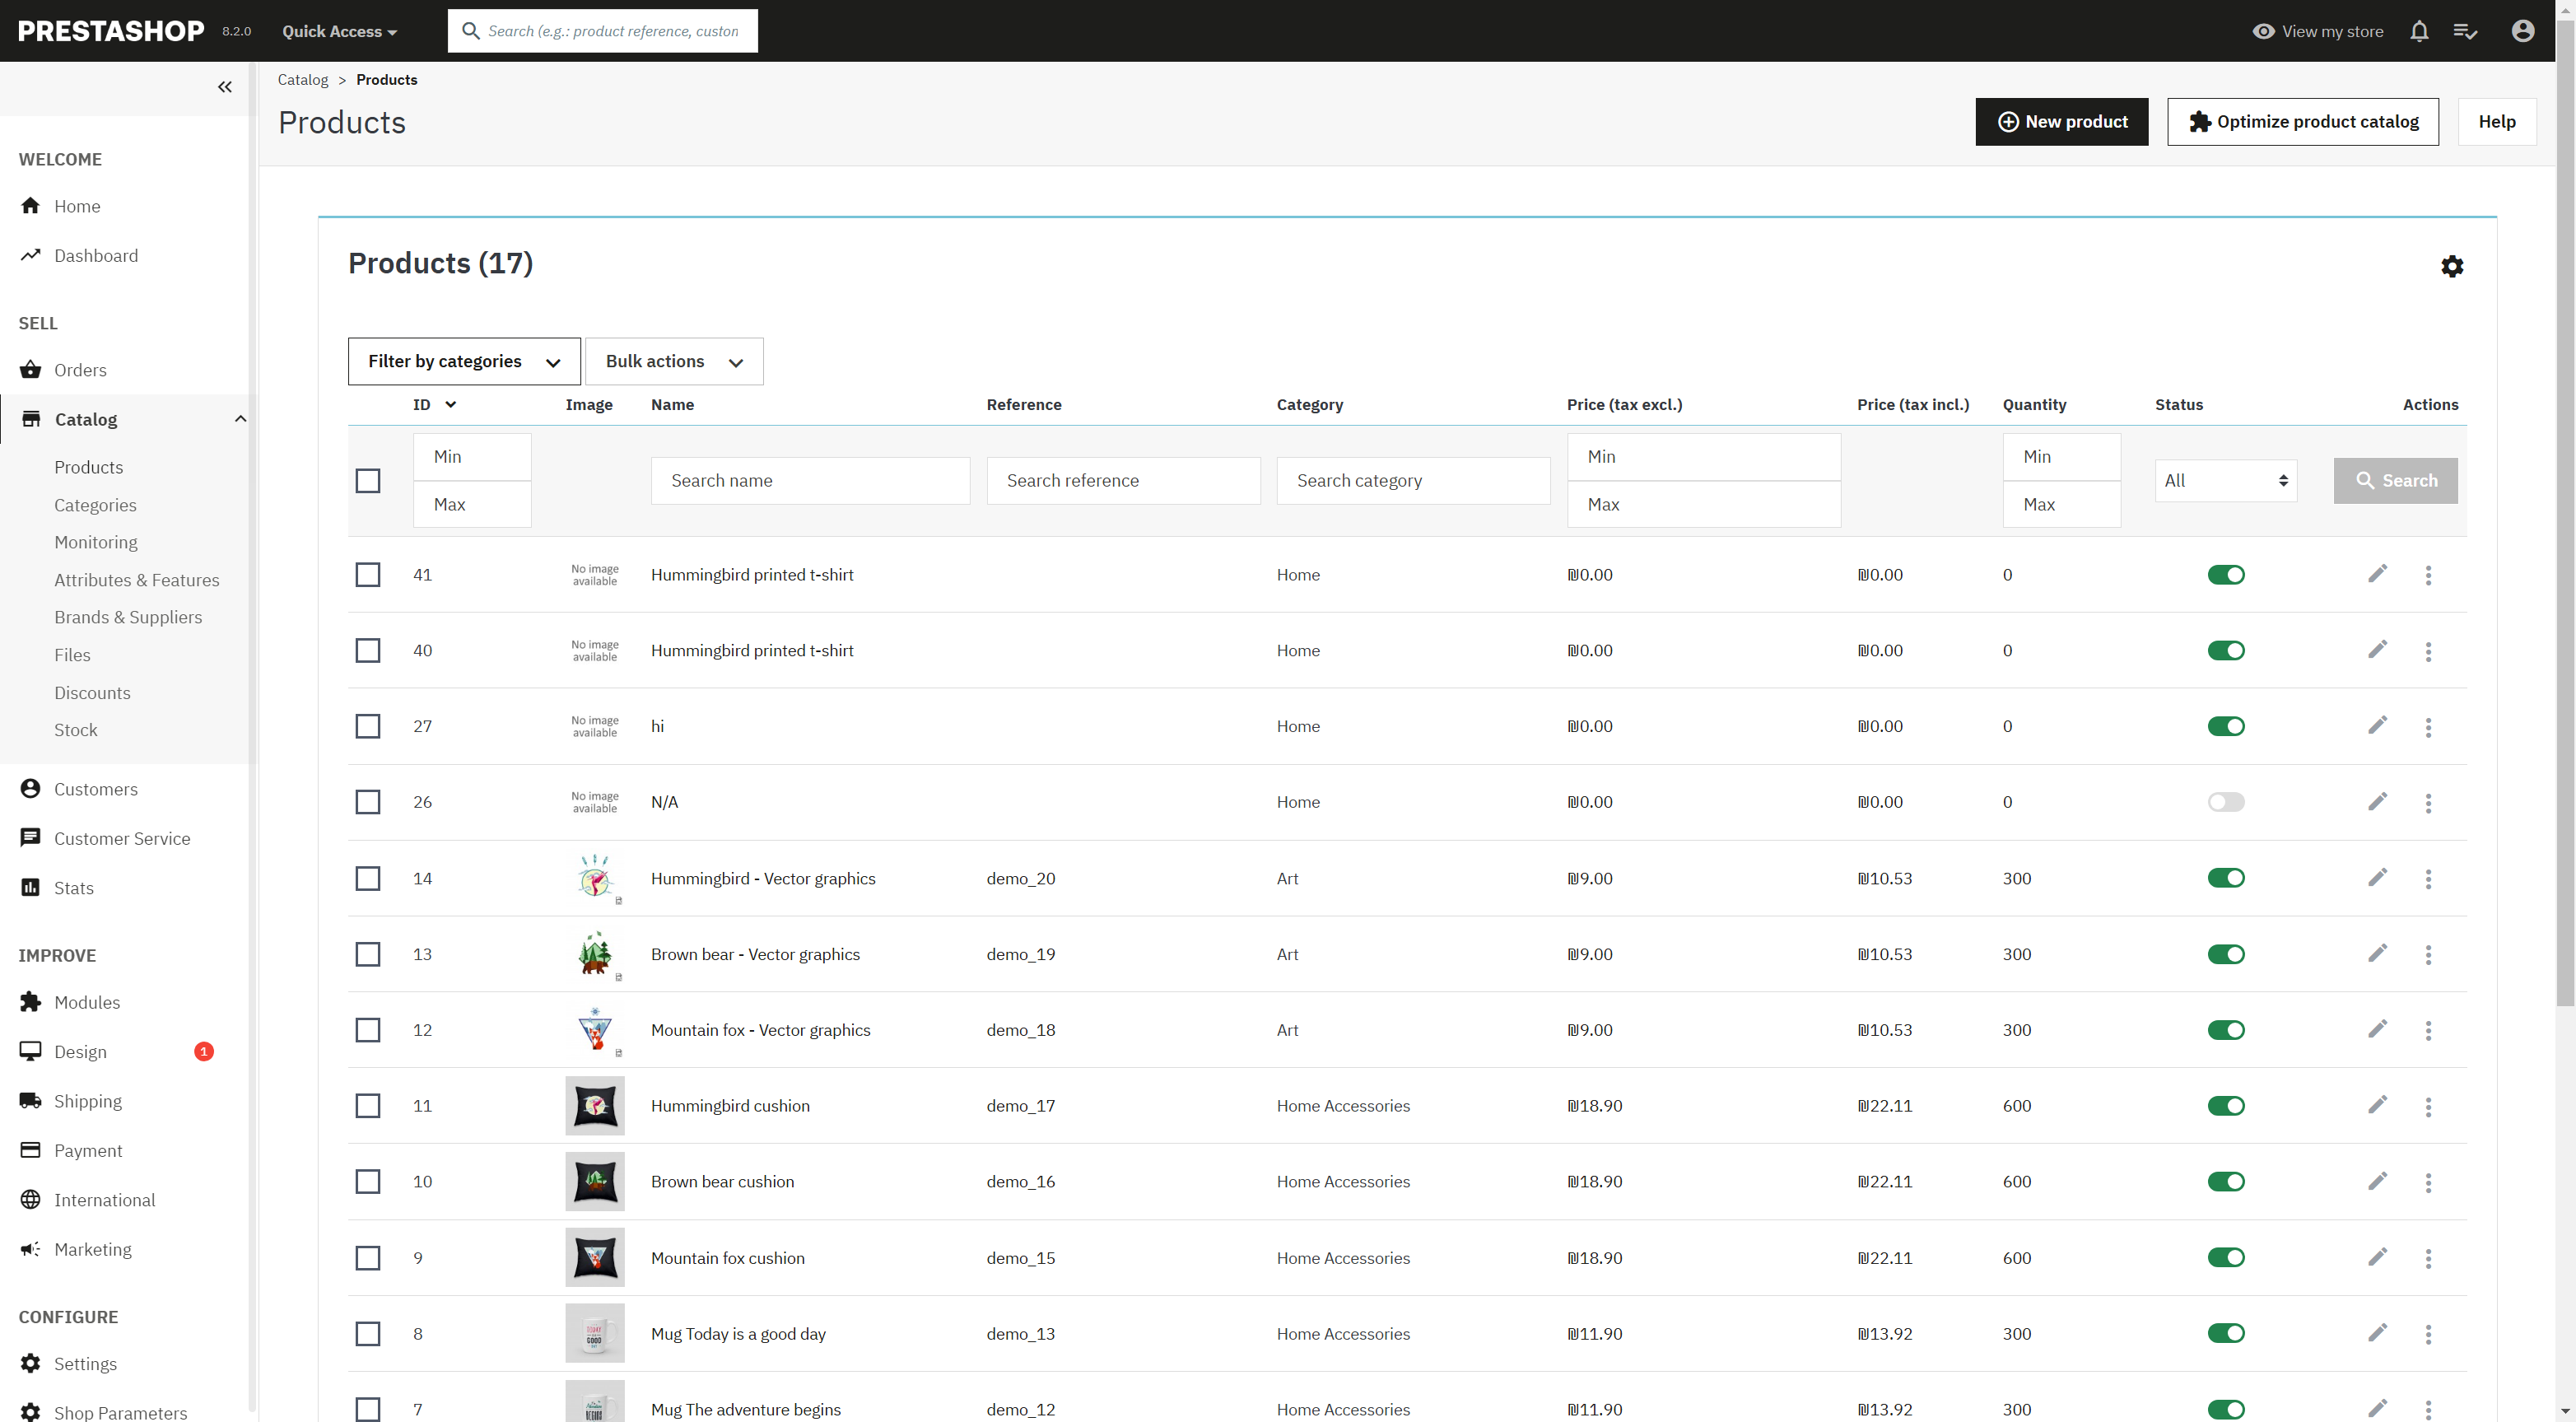 PRESTASHOP 8.2.0 Quick Access Search (e.g.: product reference, custon View my store
Catalog > Products
Products
New product Optimize product catalog Help
WELCOME
Home
Dashboard
SELL
Orders
Catalog
Products
Categories
Monitoring
Attributes & Features
Brands & Suppliers
Files
Discounts
Stock
Customers
Customer Service
Stats
IMPROVE
Modules
Design 1
Shipping
Payment
International
Marketing
CONFIGURE
Settings
Shop Parameters
Products (17)
Filter by categories Bulk actions
ID Image Name Reference Category Price (tax excl.) Price (tax incl.) Quantity Status Actions
Min Min Min
Search name Search reference Search category All Search
Max Max Max
41 No image available Hummingbird printed t-shirt Home ₪0.00 ₪0.00 0
40 No image available Hummingbird printed t-shirt Home ₪0.00 ₪0.00 0
27 No image available hi Home ₪0.00 ₪0.00 0
26 No image available N/A Home ₪0.00 ₪0.00 0
14 Hummingbird - Vector graphics demo_20 Art ₪9.00 ₪10.53 300
13 Brown bear - Vector graphics demo_19 Art ₪9.00 ₪10.53 300
12 Mountain fox - Vector graphics demo_18 Art ₪9.00 ₪10.53 300
11 Hummingbird cushion demo_17 Home Accessories ₪18.90 ₪22.11 600
10 Brown bear cushion demo_16 Home Accessories ₪18.90 ₪22.11 600
9 Mountain fox cushion demo_15 Home Accessories ₪18.90 ₪22.11 600
8 Mug Today is a good day demo_13 Home Accessories ₪11.90 ₪13.92 300
7 Mug The adventure begins demo_12 Home Accessories ₪11.90 ₪13.92 300